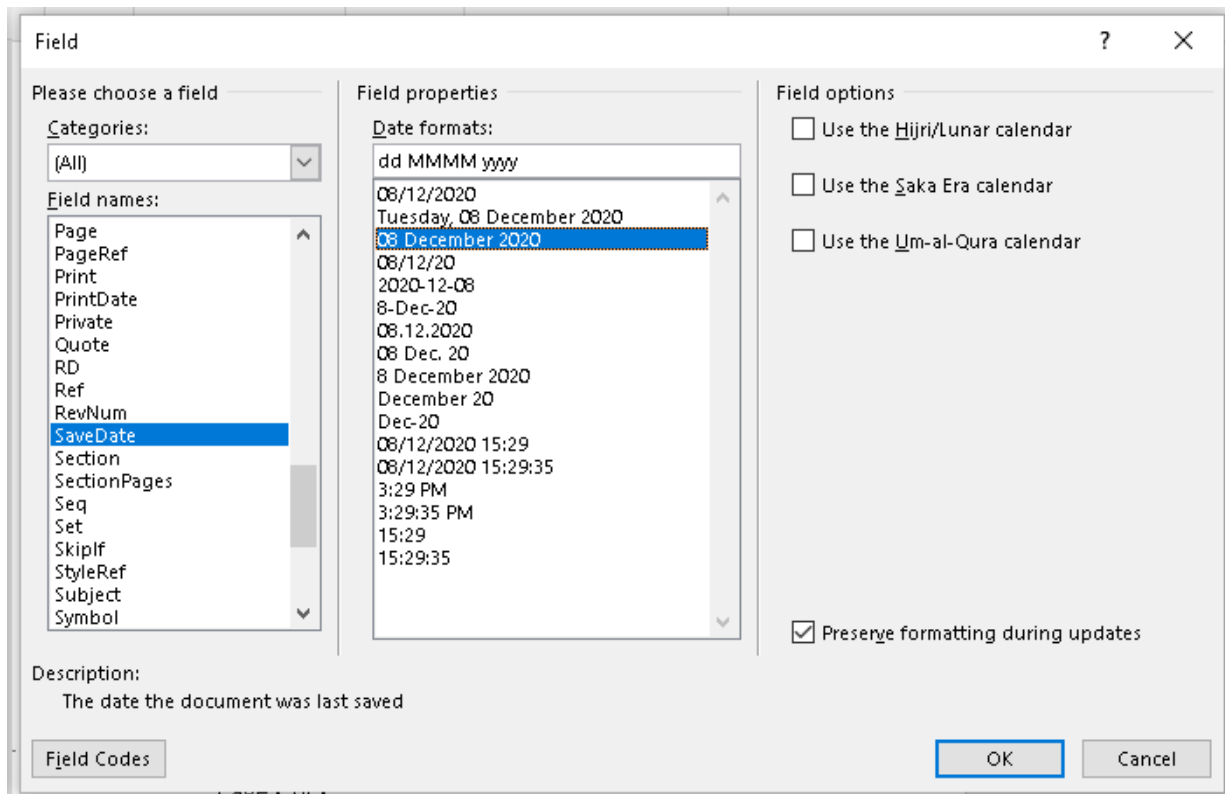 Field
?
Please choose a field
Categories:
(All)
Field names:
Page
PageRef
Print
PrintDate
Private
Quote
RD
Ref
RevNum
SaveDate
Section
SectionPages
Seq
Set
SkipIf
StyleRef
Subject
Symbol
Field properties
Date formats:
dd MMMM yyyy
08/12/2020
Tuesday, 08 December 2020
08 December 2020
08/12/20
2020-12-08
8-Dec-20
08.12.2020
08 Dec. 20
8 December 2020
December 20
Dec-20
08/12/2020 15:29
08/12/2020 15:29:35
3:29 PM
3:29:35 PM
15:29
15:29:35
Field options
Use the Hijri/Lunar calendar
Use the Saka Era calendar
Use the Um-al-Qura calendar
Preserve formatting during updates
Description:
The date the document was last saved
Field Codes
OK
Cancel